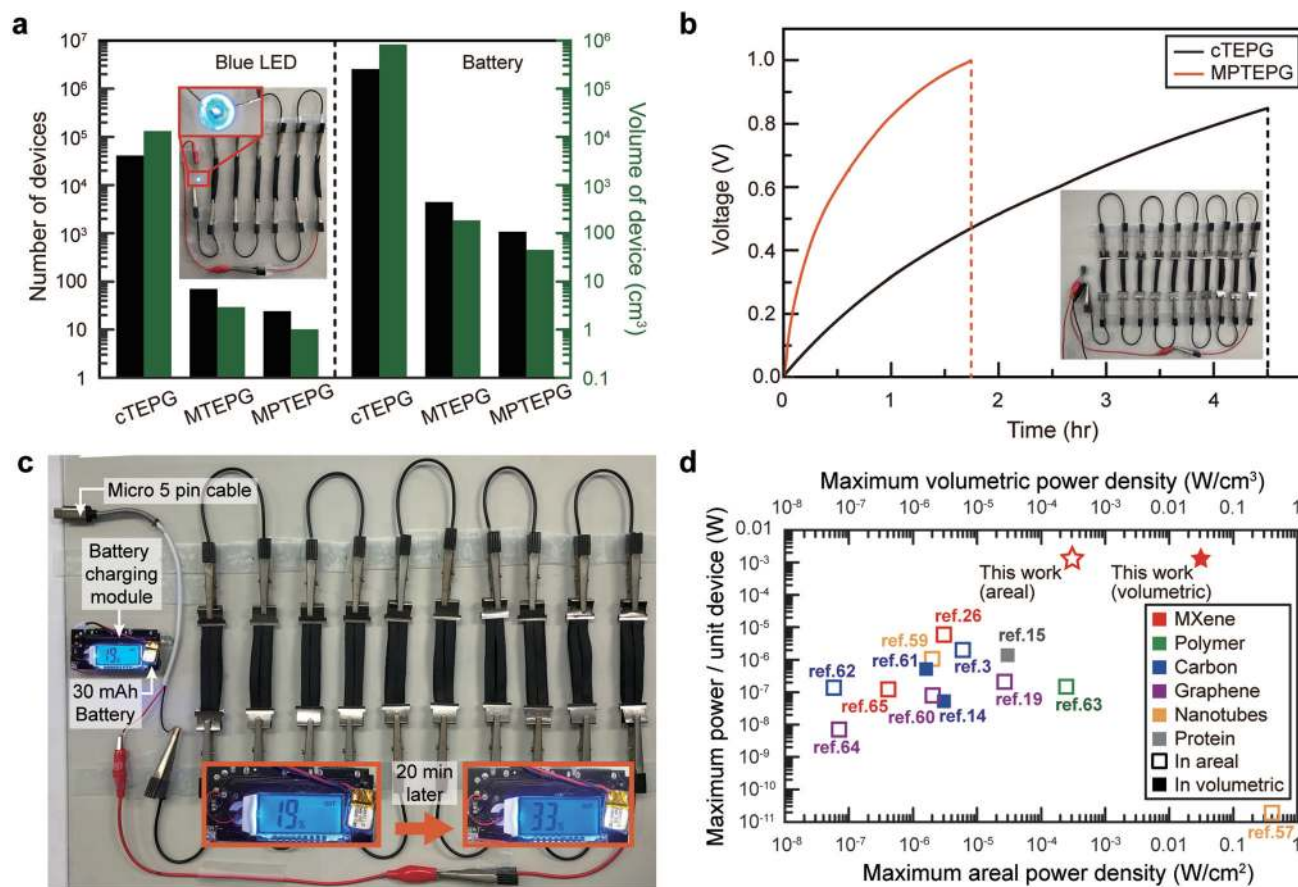 a
Blue LED
Battery
Number of devices
10⁷
10⁶
10⁵
10⁴
10³
100
10
1
Volume of device (cm³)
10⁶
10⁵
10⁴
10³
100
10
1
0.1
cTEPG
MTEPG
MPTEPG
cTEPG
MTEPG
MPTEPG
b
cTEPG
MPTEPG
Voltage (V)
1.0
0.8
0.6
0.4
0.2
0.0
0
1
2
3
4
Time (hr)
c
Micro 5 pin cable
Battery
charging
module
19%
30 mAh
Battery
20 min
later
19%
33%
d
Maximum volumetric power density (W/cm³)
10⁻⁸ 10⁻⁷ 10⁻⁶ 10⁻⁵ 10⁻⁴ 10⁻³ 0.01 0.1 1
Maximum power / unit device (W)
0.01
10⁻³
10⁻⁴
10⁻⁵
10⁻⁶
10⁻⁷
10⁻⁸
10⁻⁹
10⁻¹⁰
10⁻¹¹
This work
(areal)
This work
(volumetric)
ref.26
ref.59
ref.15
ref.62
ref.61
ref.3
ref.65
ref.60
ref.14
ref.19
ref.63
ref.64
ref.57
MXene
Polymer
Carbon
Graphene
Nanotubes
Protein
In areal
In volumetric
10⁻⁸ 10⁻⁷ 10⁻⁶ 10⁻⁵ 10⁻⁴ 10⁻³ 0.01 0.1 1
Maximum areal power density (W/cm²)